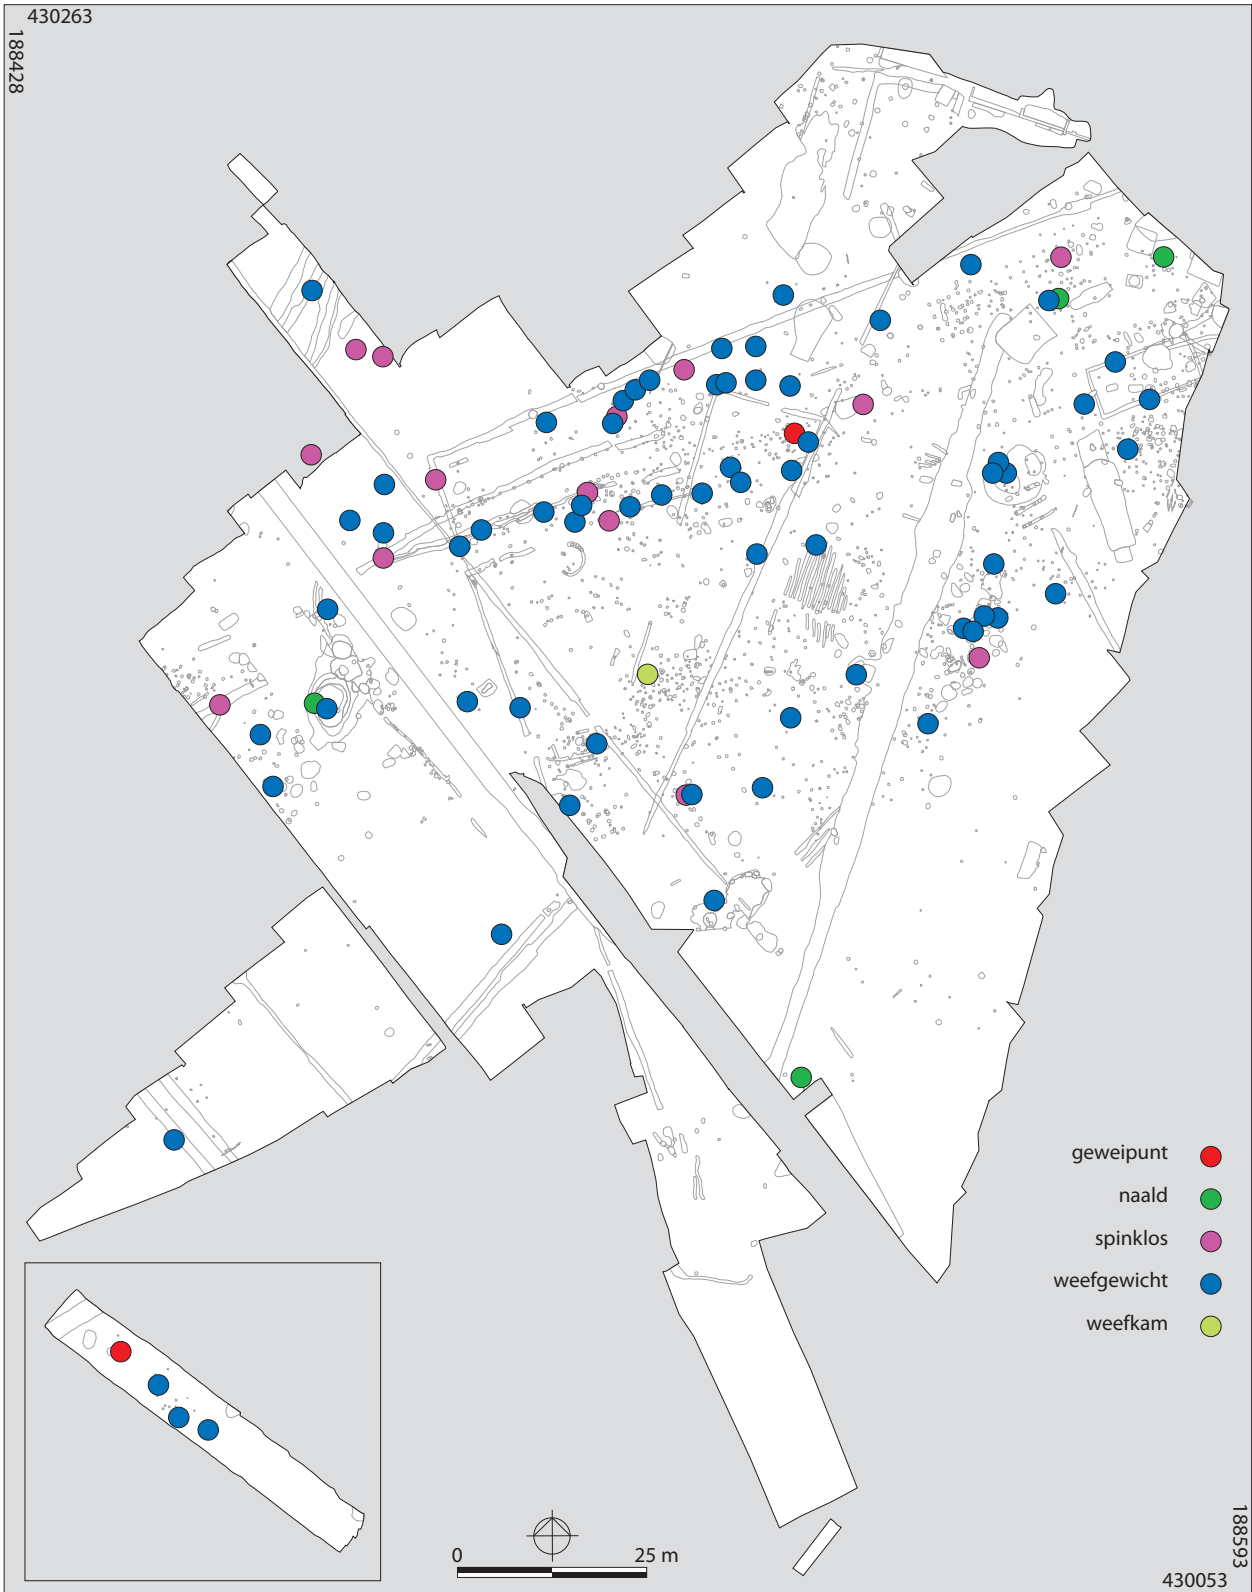 430263
188428
geweipunt
naald
spinklos
weefgewicht
weefkam
0 25 m
188593
430053